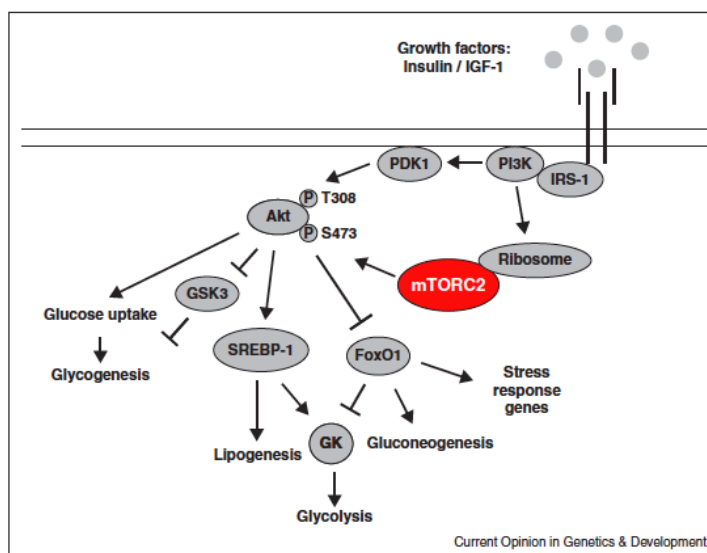 Growth factors:
Insulin / IGF-1
PDK1
PI3K
IRS-1
P T308
Akt
P S473
Ribosome
mTORC2
GSK3
Glucose uptake
SREBP-1
FoxO1
Glycogenesis
Stress
response
genes
GK
Gluconeogenesis
Lipogenesis
Glycolysis
Current Opinion in Genetics & Development